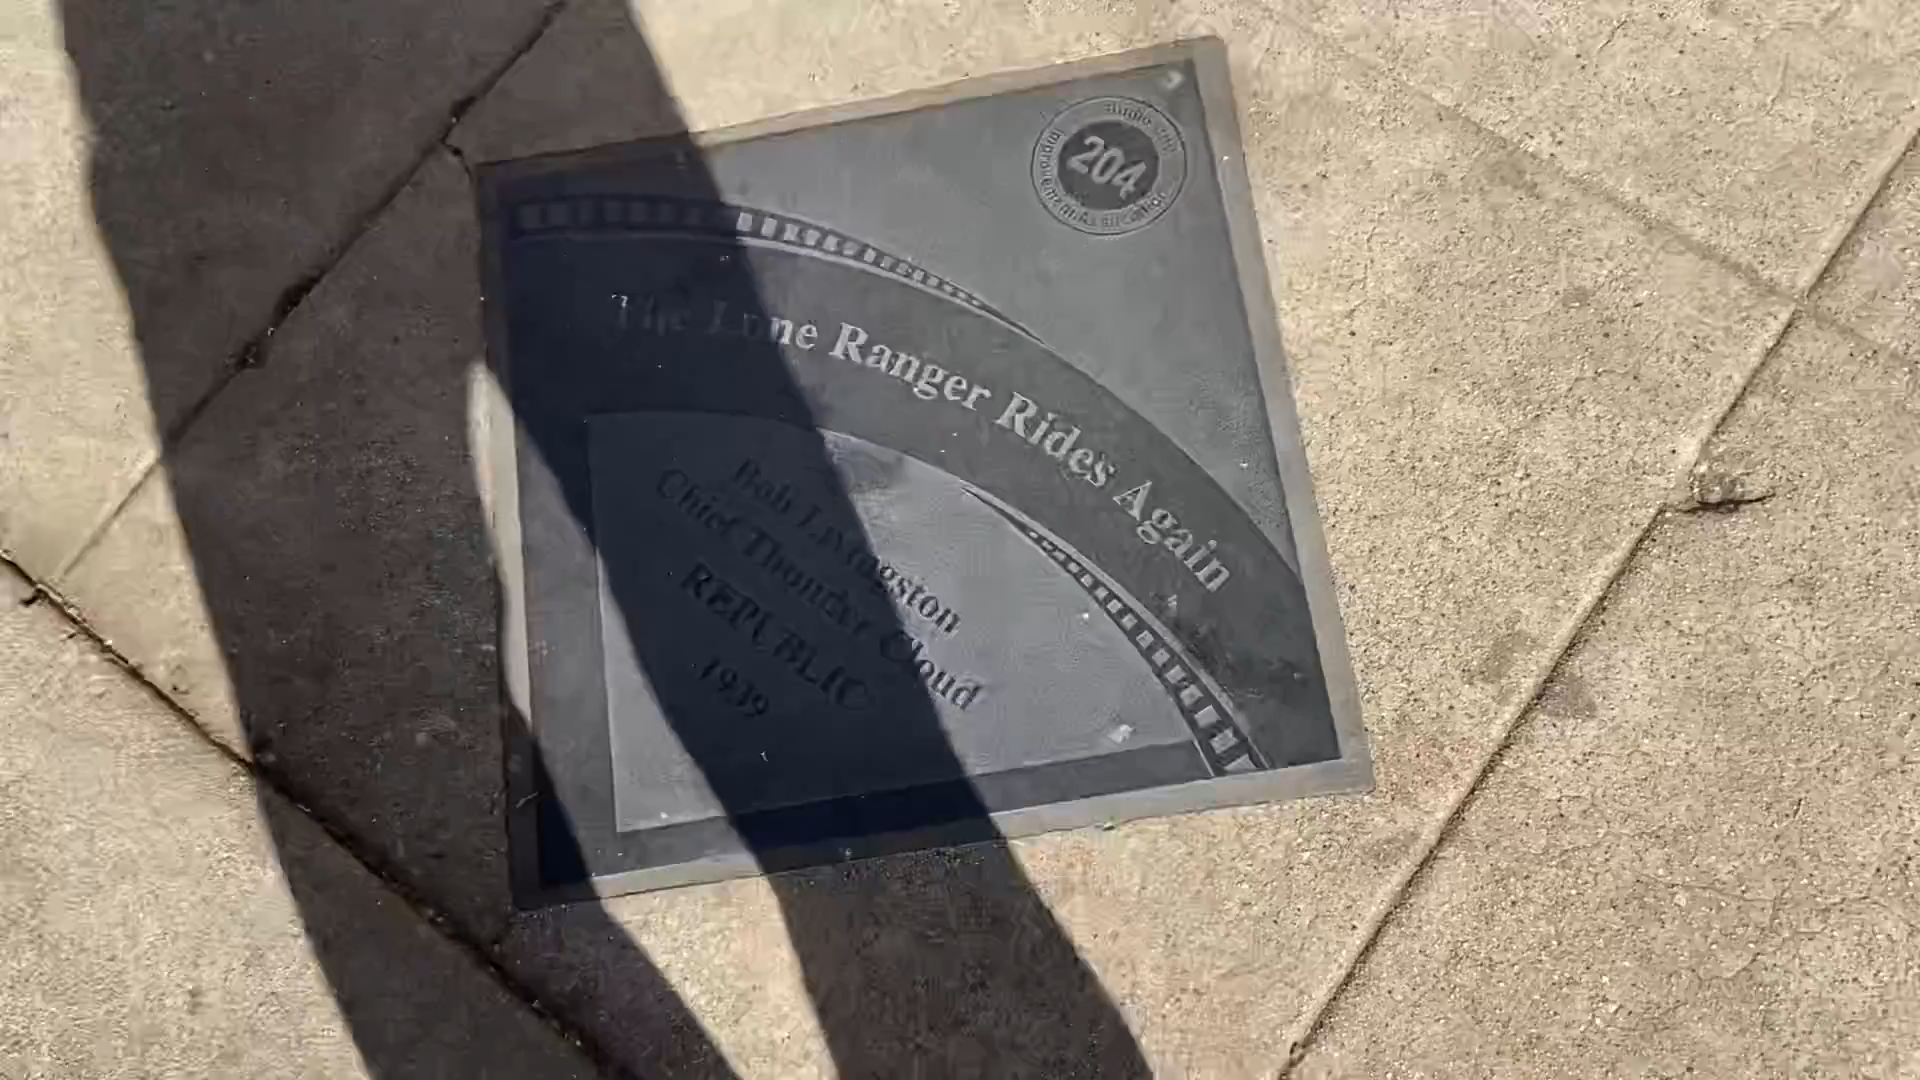 204
The Lone Ranger Rides Again
Bob Livingston
Chief Thunder Cloud
REPUBLIC
1939